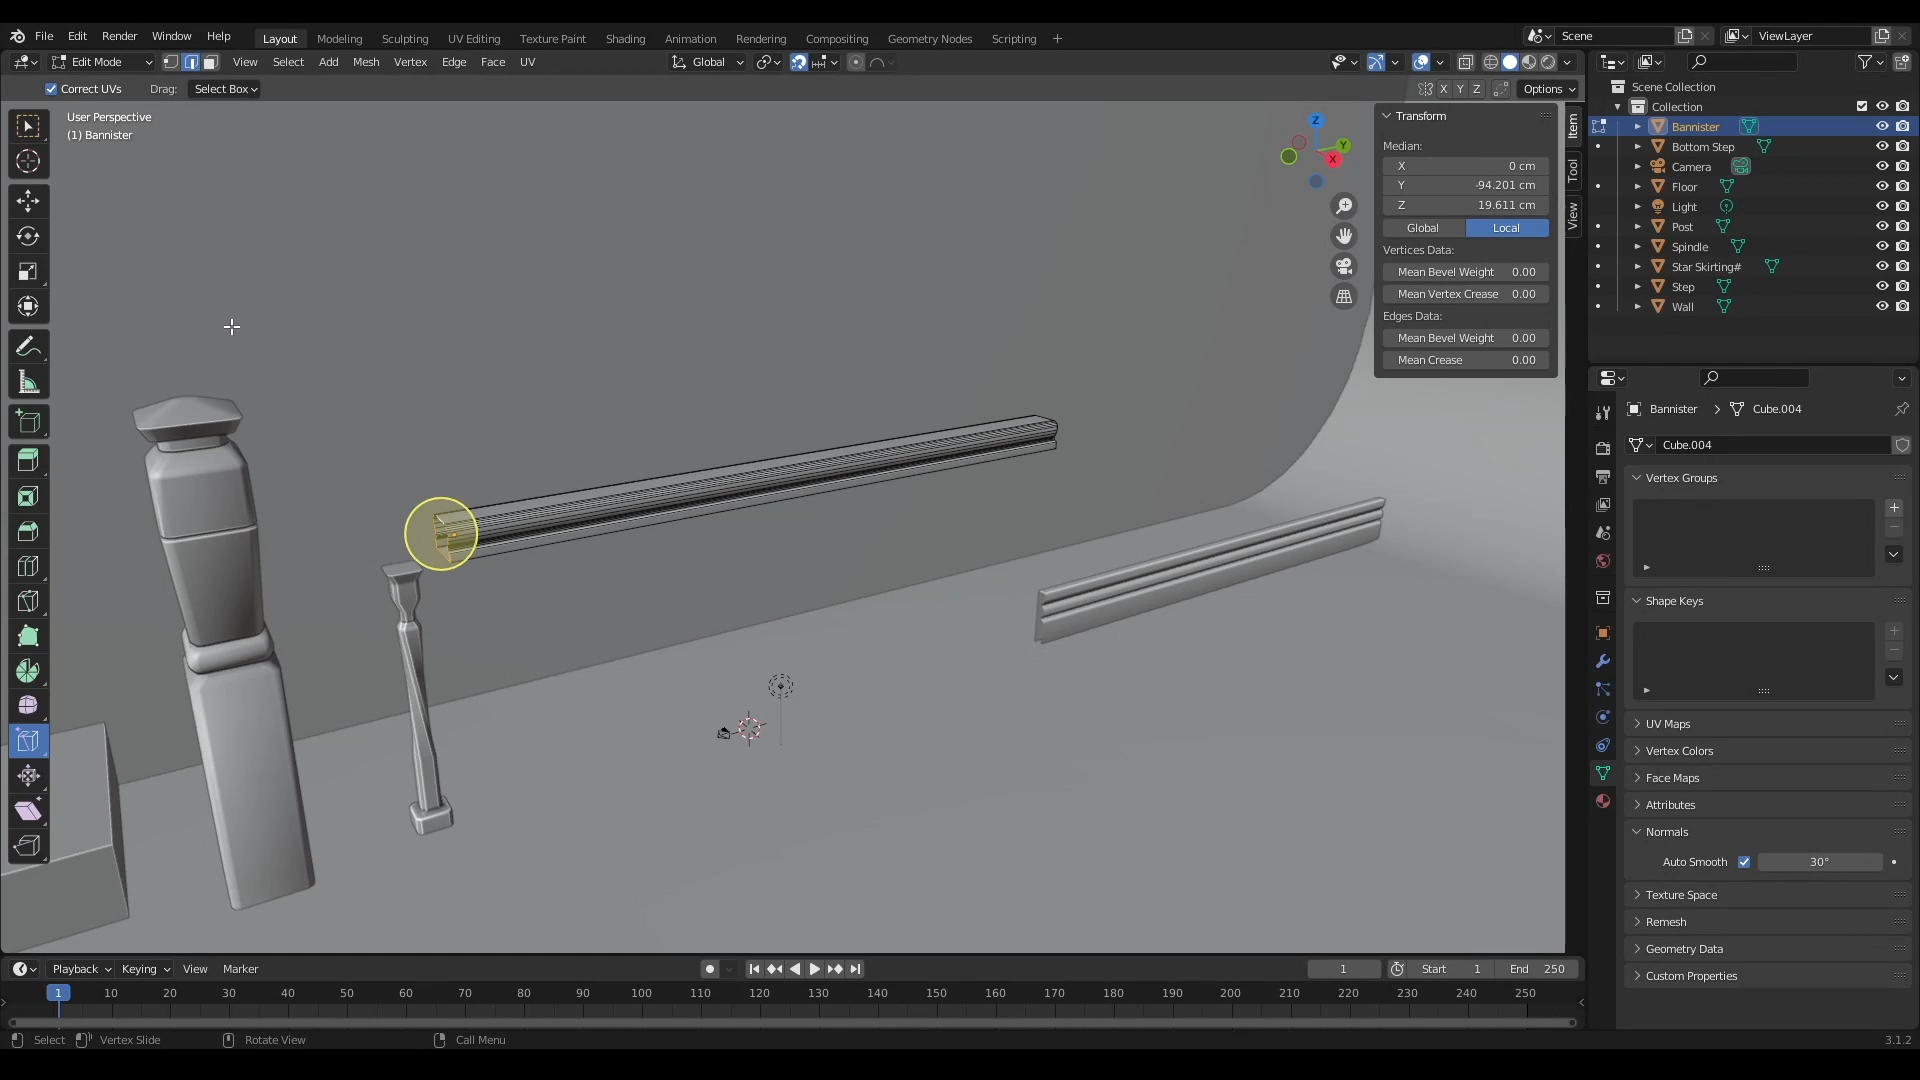 File Edit Render Window Help Layout Modeling Sculpting UV Editing Texture Paint Shading Animation Rendering Compositing Geometry Nodes Scripting + Scene ViewLayer
Edit Mode View Select Add Mesh Vertex Edge Face UV Global
Correct UVs Drag: Select Box X Y Z Options
User Perspective
(1) Bannister
Z
Y
X
Transform
Median:
X 0 cm
Y -94.201 cm
Z 19.611 cm
Global Local
Vertices Data:
Mean Bevel Weight 0.00
Mean Vertex Crease 0.00
Edges Data:
Mean Bevel Weight 0.00
Mean Crease 0.00
Item
Tool
View
Scene Collection
Collection
Bannister
Bottom Step
Camera
Floor
Light
Post
Spindle
Star Skirting#
Step
Wall
Bannister > Cube.004
Cube.004
Vertex Groups
Shape Keys
UV Maps
Vertex Colors
Face Maps
Attributes
Normals
Auto Smooth 30°
Texture Space
Remesh
Geometry Data
Custom Properties
Playback Keying View Marker 1 Start 1 End 250
1 10 20 30 40 50 60 70 80 90 100 110 120 130 140 150 160 170 180 190 200 210 220 230 240 250
Select Vertex Slide Rotate View Call Menu 3.1.2